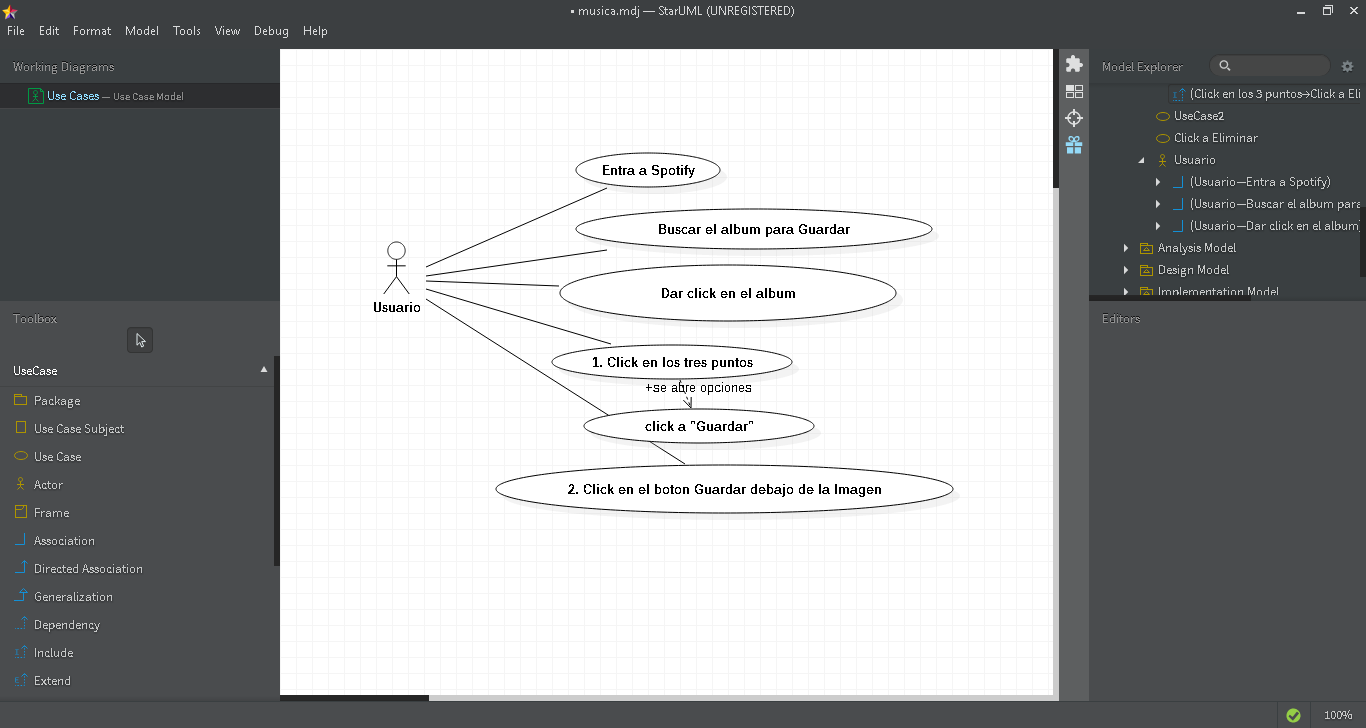 • musica.mdj — StarUML (UNREGISTERED)
File Edit Format Model Tools View Debug Help
Working Diagrams
Use Cases — Use Case Model
Toolbox
UseCase
Package
Use Case Subject
Use Case
Actor
Frame
Association
Directed Association
Generalization
Dependency
Include
Extend
Entra a Spotify
Buscar el album para Guardar
Dar click en el album
Usuario
1. Click en los tres puntos
+se abre opciones
click a "Guardar"
2. Click en el boton Guardar debajo de la Imagen
Model Explorer
(Click en los 3 puntos→Click a Eli
UseCase2
Click a Eliminar
Usuario
(Usuario—Entra a Spotify)
(Usuario—Buscar el album para
(Usuario—Dar click en el album
Analysis Model
Design Model
Implementation Model
Editors
100%